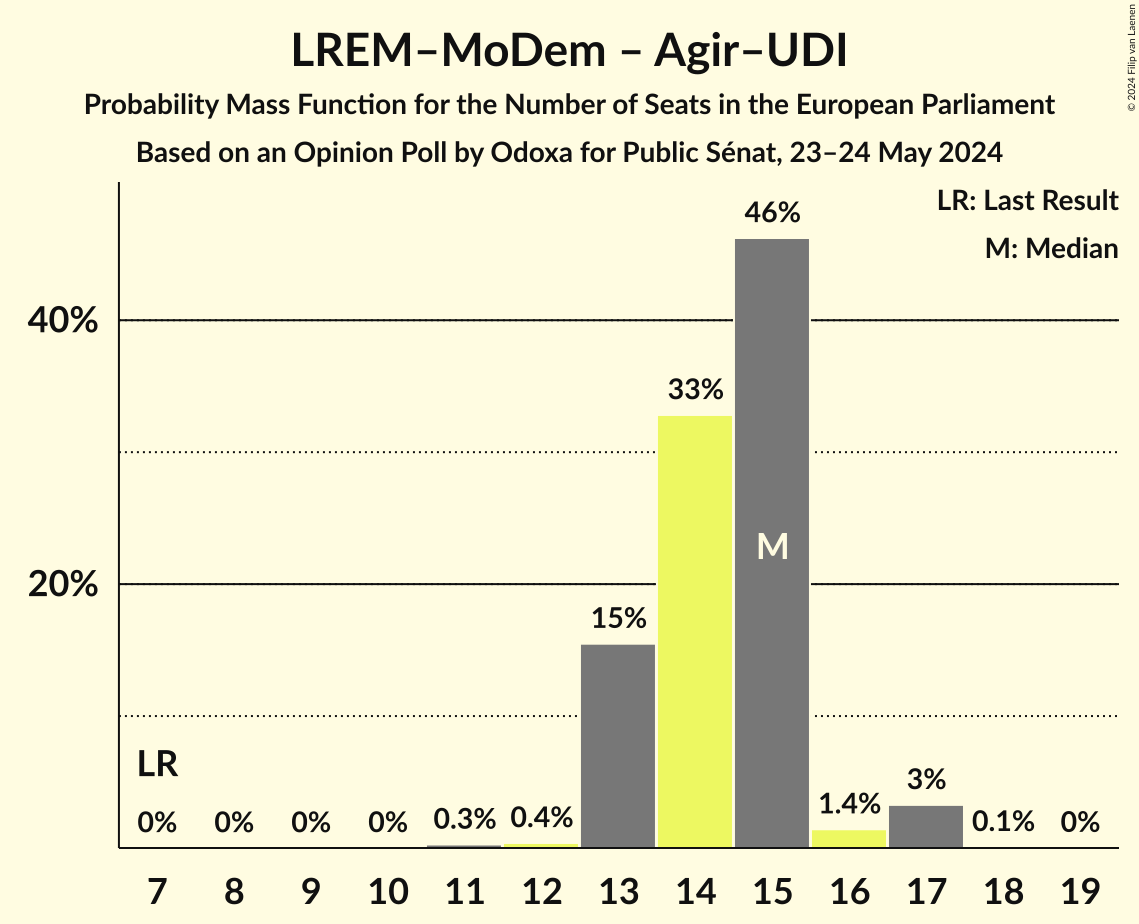 LREM–MoDem – Agir–UDI
Probability Mass Function for the Number of Seats in the European Parliament
Based on an Opinion Poll by Odoxa for Public Sénat, 23–24 May 2024
© 2024 Filip van Laenen
LR: Last Result
M: Median
46%
40%
33%
M
20%
15%
LR
0% 0% 0% 0% 0.3% 0.4% 1.4% 3% 0.1% 0%
7 8 9 10 11 12 13 14 15 16 17 18 19